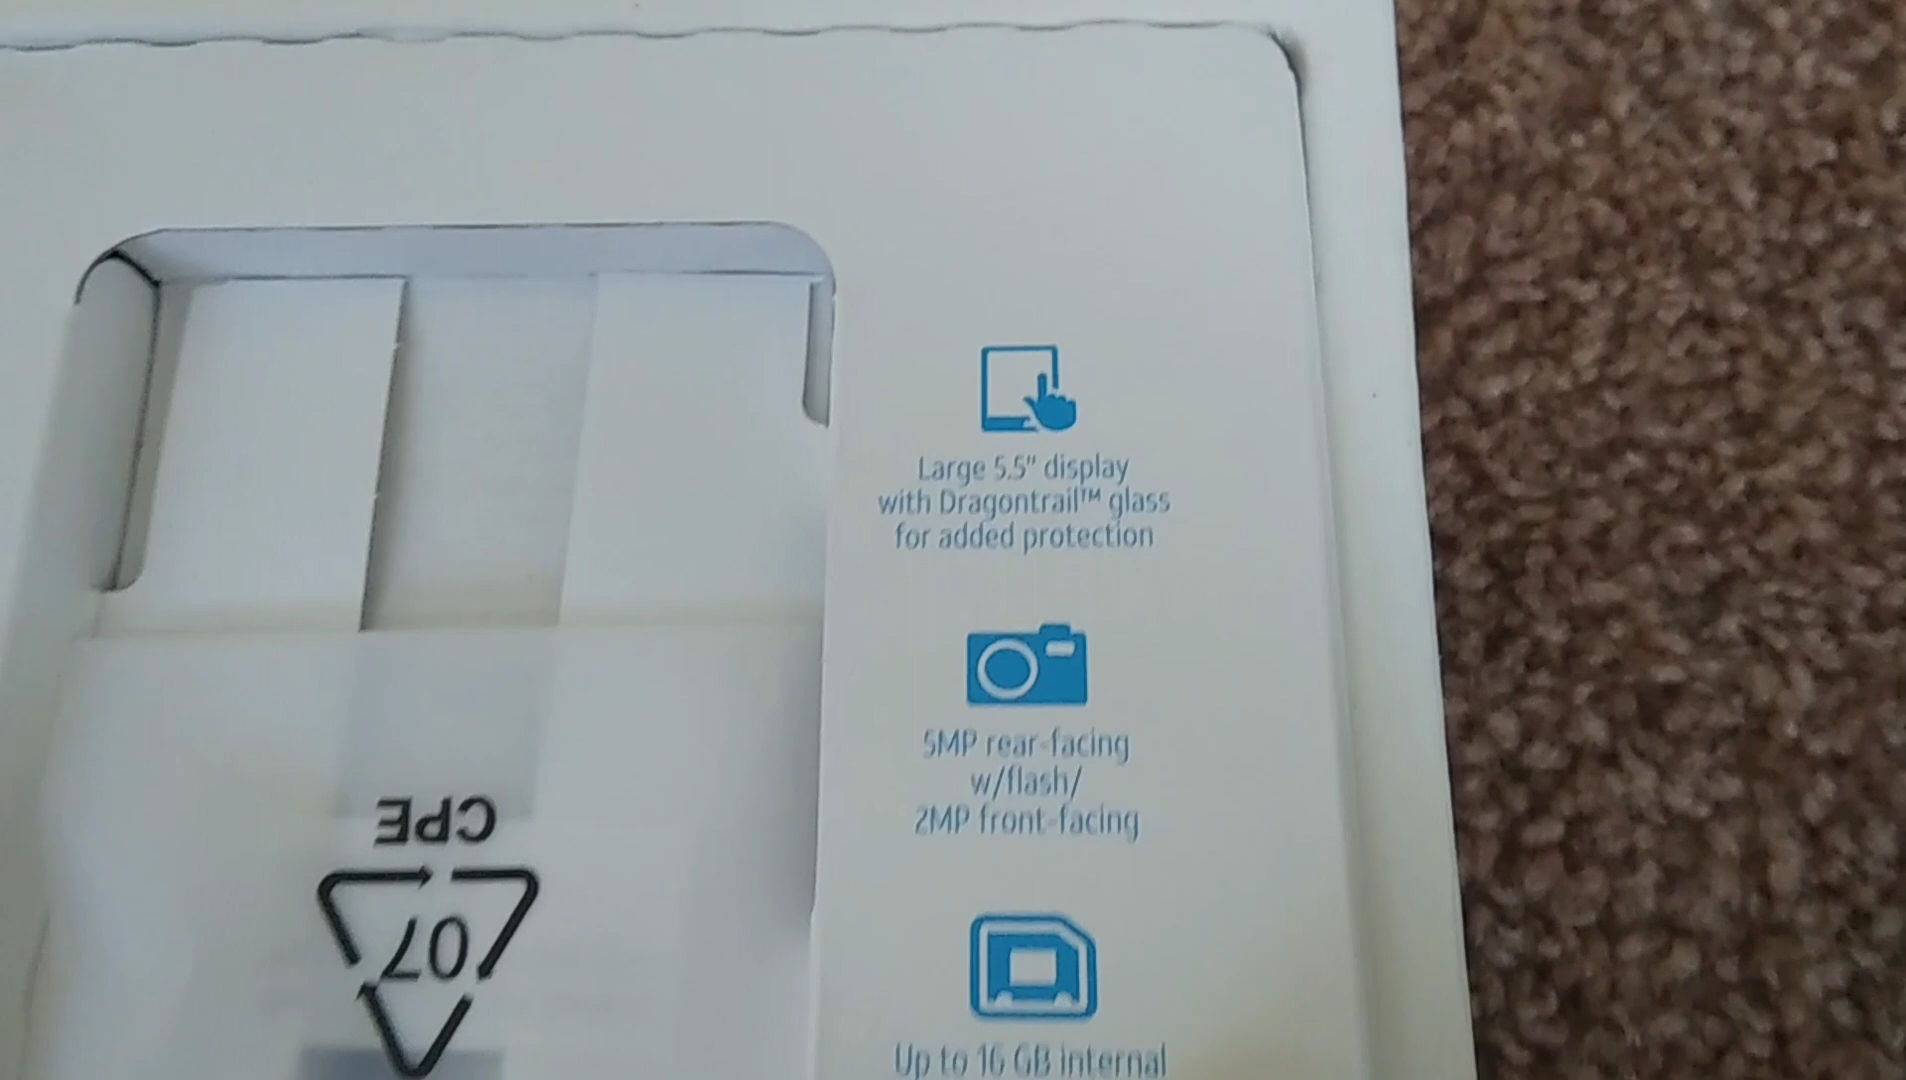 Large 5.5" display
with Dragontrail™ glass
for added protection
5MP rear-facing
w/flash/
2MP front-facing
Up to 16 GB internal
CPE
07